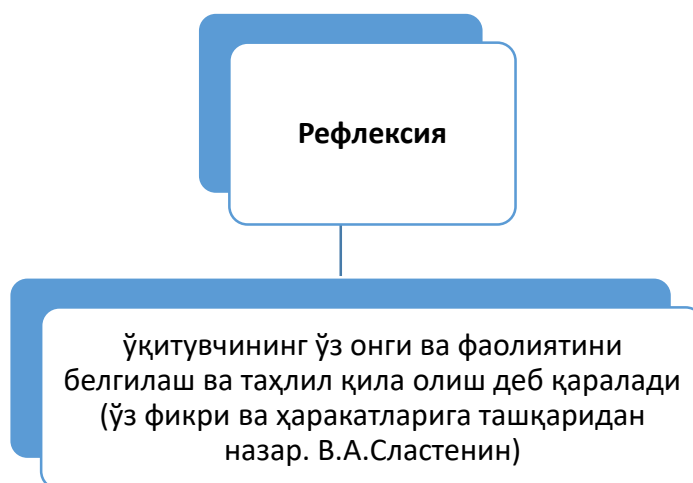 Рефлексия
ўқитувчининг ўз онги ва фаолиятини
белгилаш ва таҳлил қила олиш деб қаралади
(ўз фикри ва ҳаракатларига ташқаридан
назар. В.А.Сластенин)